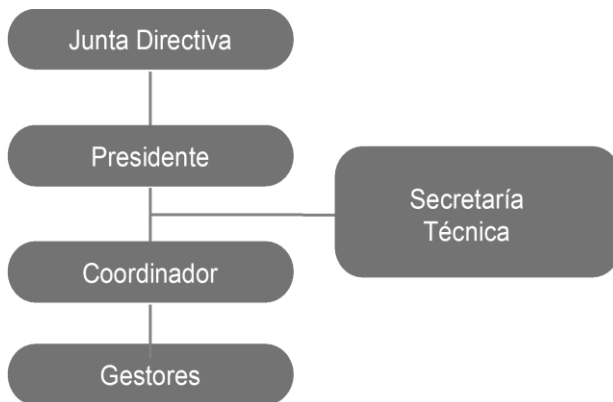 Junta Directiva
Presidente
Secretaría
Técnica
Coordinador
Gestores